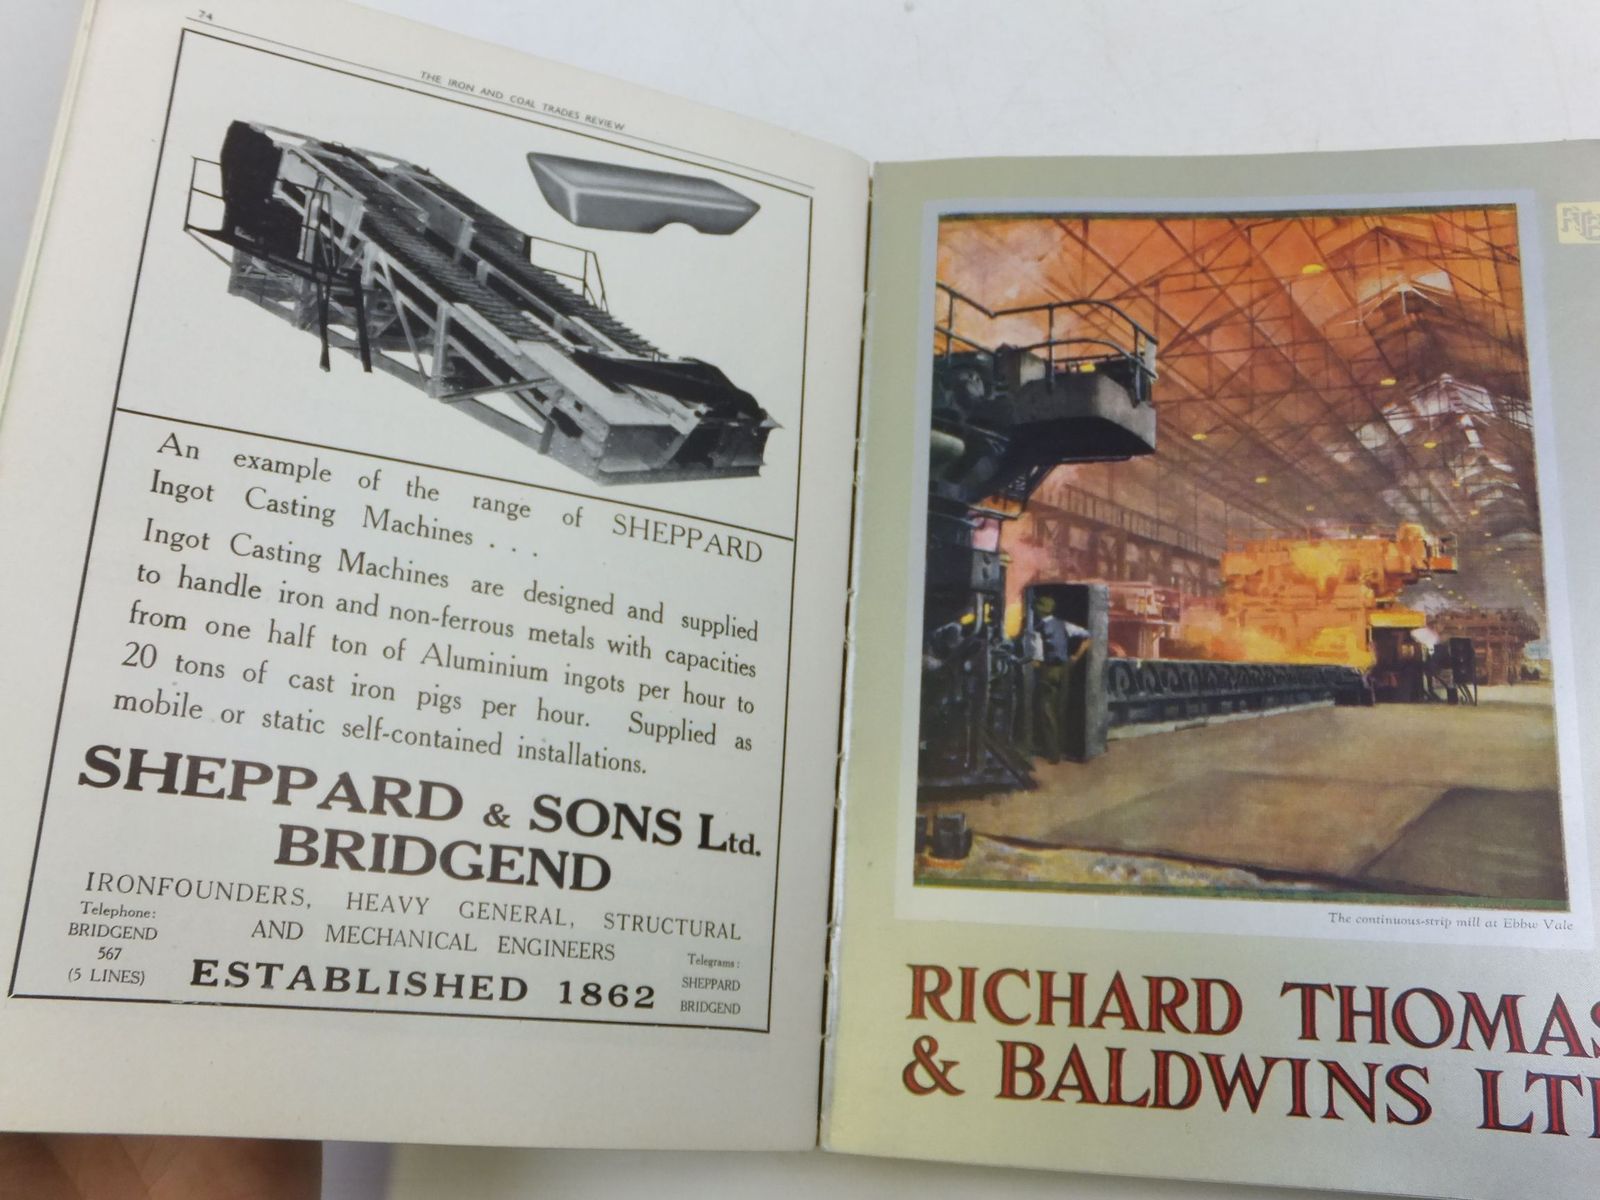 74
THE IRON AND COAL TRADES REVIEW
An example of the range of SHEPPARD
Ingot Casting Machines . . .
Ingot Casting Machines are designed and supplied
to handle iron and non-ferrous metals with capacities
from one half ton of Aluminium ingots per hour to
20 tons of cast iron pigs per hour. Supplied as
mobile or static self-contained installations.
SHEPPARD & SONS Ltd.
BRIDGEND
IRONFOUNDERS, HEAVY GENERAL, STRUCTURAL
AND MECHANICAL ENGINEERS
Telephone:
BRIDGEND
567
(5 LINES)
ESTABLISHED 1862
Telegrams:
SHEPPARD
BRIDGEND
The continuous-strip mill at Ebbw Vale
RICHARD THOMAS
& BALDWINS LT